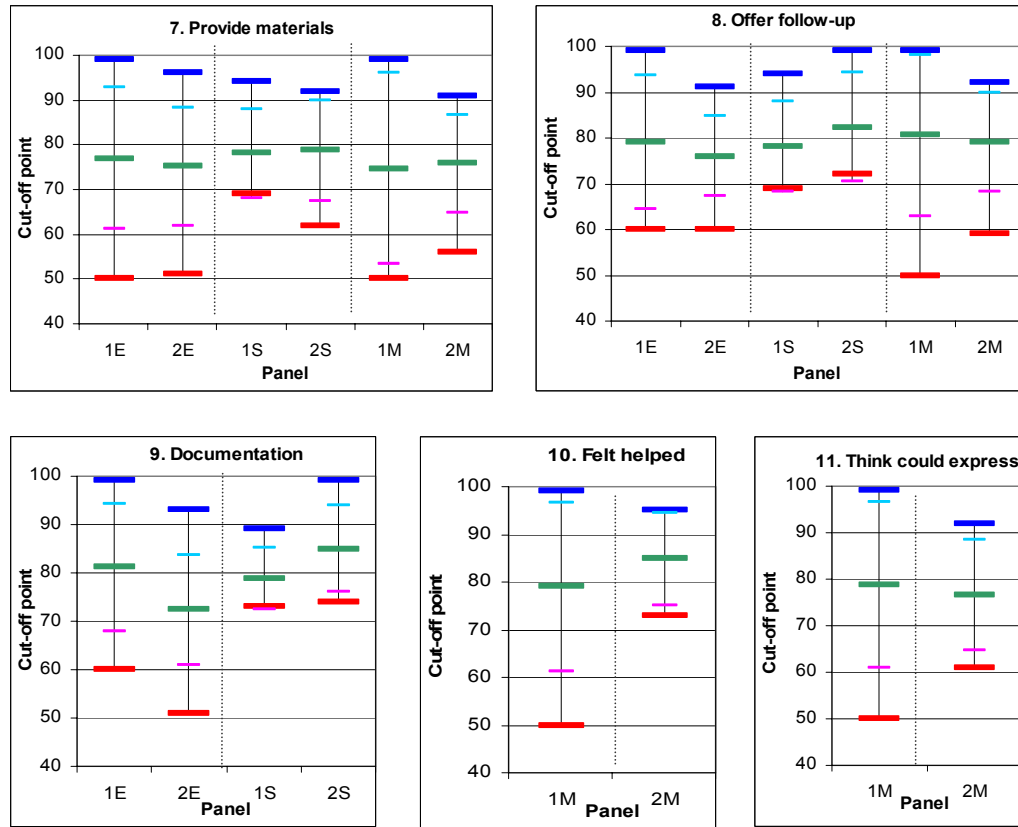 7. Provide materials
Cut-off point
100
90
80
70
60
50
40
1E 2E 1S 2S 1M 2M
Panel
8. Offer follow-up
Cut-off point
100
90
80
70
60
50
40
1E 2E 1S 2S 1M 2M
Panel
9. Documentation
Cut-off point
100
90
80
70
60
50
40
1E 2E 1S 2S
Panel
10. Felt helped
Cut-off point
100
90
80
70
60
50
40
1M 2M
Panel
11. Think could express
Cut-off point
100
90
80
70
60
50
40
1M 2M
Panel